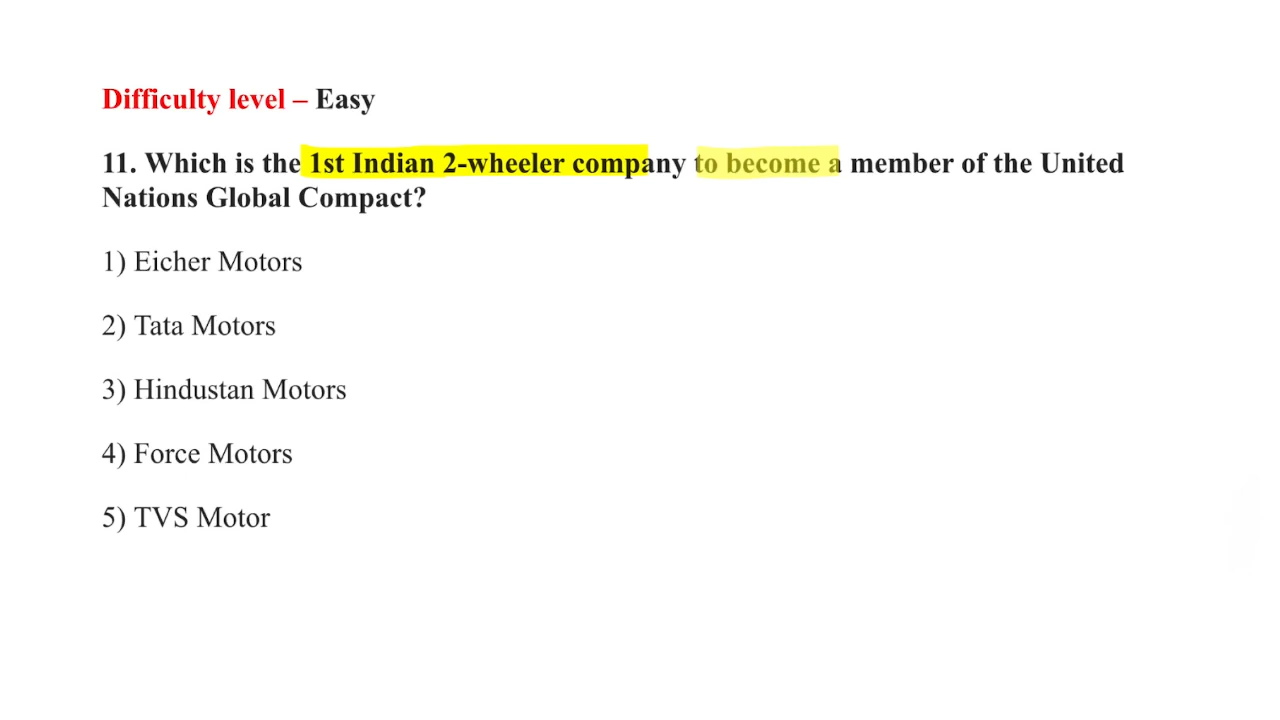 Difficulty level – Easy
11. Which is the 1st Indian 2-wheeler company to become a member of the United
Nations Global Compact?
1) Eicher Motors
2) Tata Motors
3) Hindustan Motors
4) Force Motors
5) TVS Motor